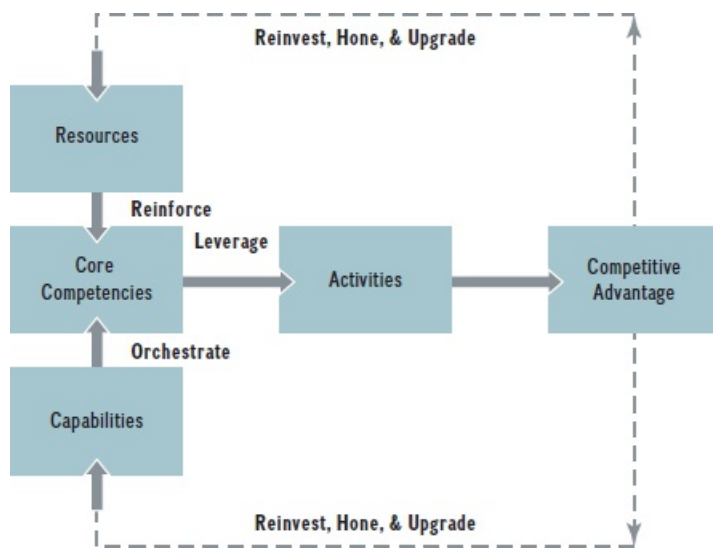 Reinvest, Hone, & Upgrade
Resources
Reinforce
Leverage
Core
Competencies
Activities
Competitive
Advantage
Orchestrate
Capabilities
Reinvest, Hone, & Upgrade